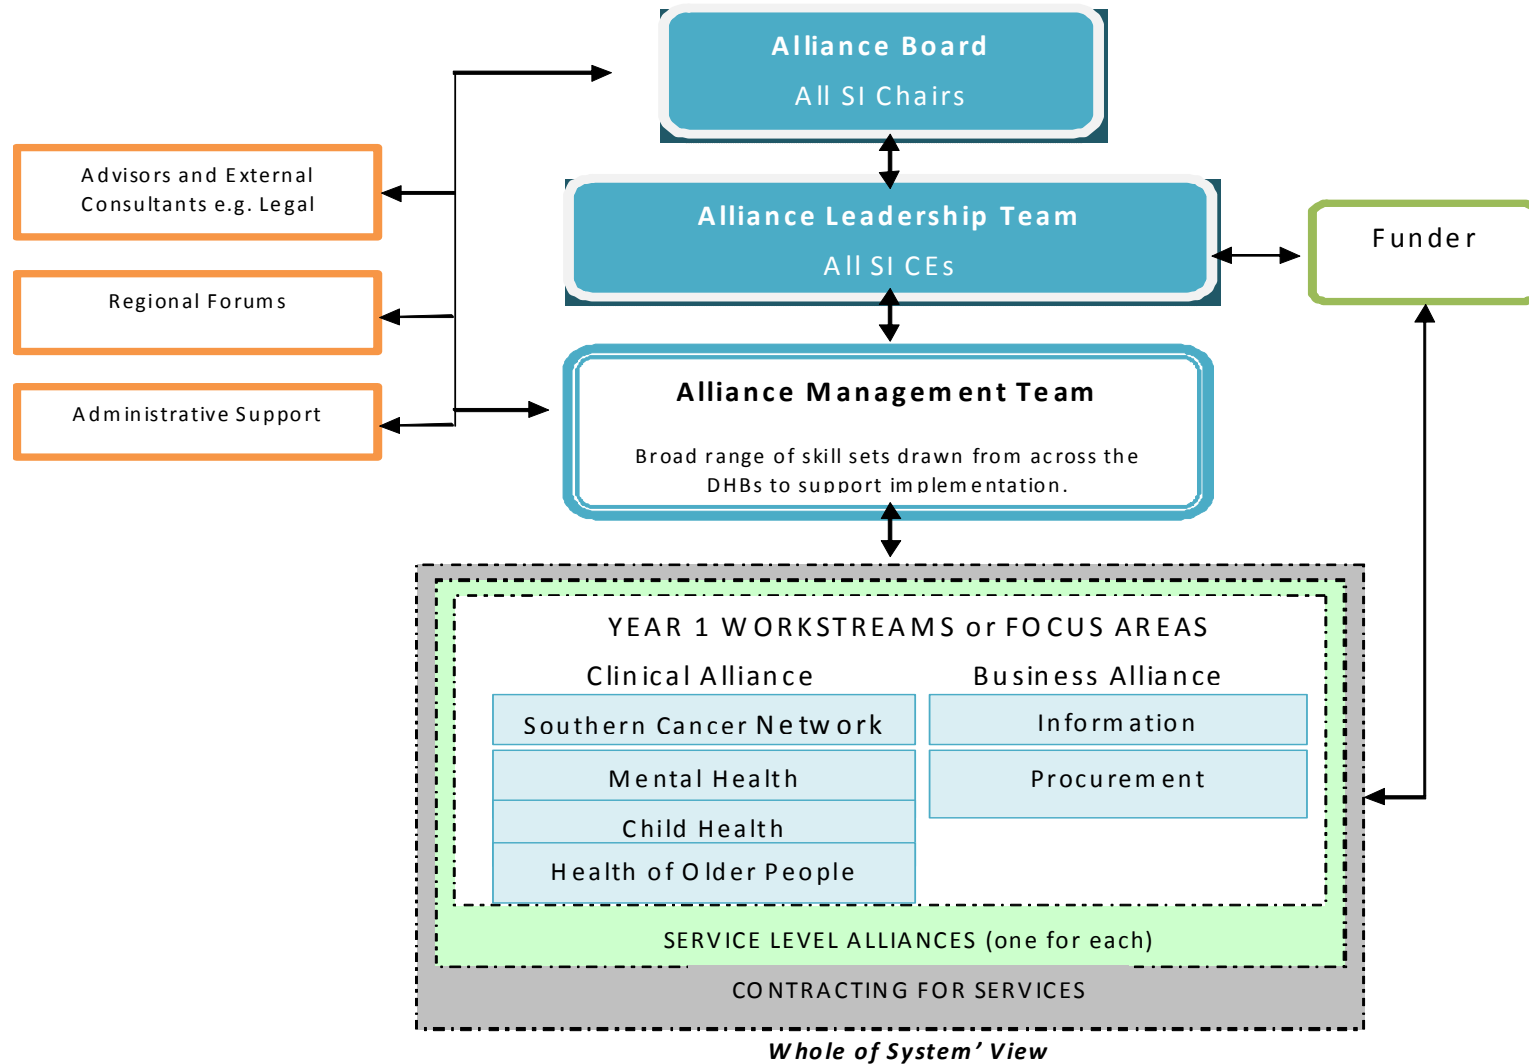 Alliance Board
All SI Chairs
Advisors and External
Consultants e.g. Legal
Alliance Leadership Team
All SI CEs
Funder
Regional Forums
Alliance Management Team
Administrative Support
Broad range of skill sets drawn from across the
DHBs to support implementation.
YEAR 1 WORKSTREAMS or FOCUS AREAS
Clinical Alliance
Business Alliance
Southern Cancer Network
Information
Mental Health
Procurement
Child Health
Health of Older People
SERVICE LEVEL ALLIANCES (one for each)
CONTRACTING FOR SERVICES
Whole of System’ View